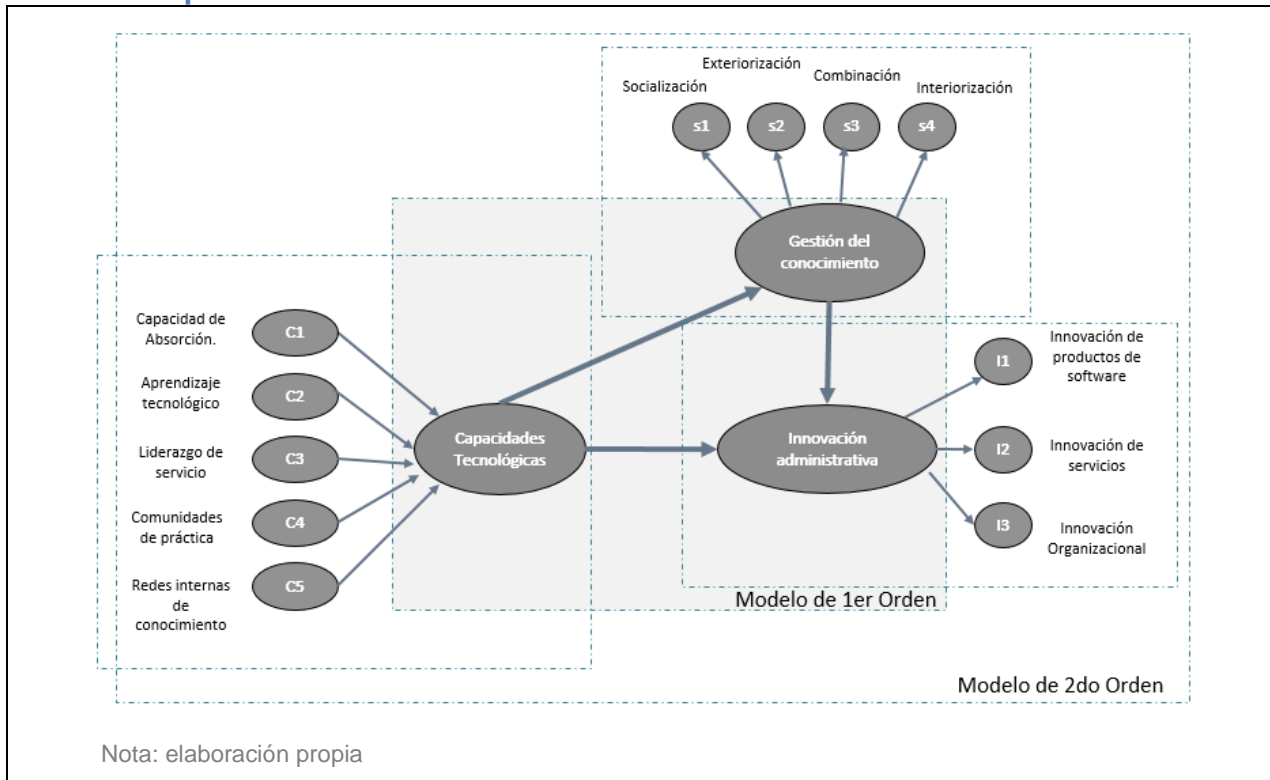 Exteriorización
Combinación
Socialización
Interiorización
s1
s2
s3
s4
Gestión del
conocimiento
Capacidad de
Absorción.
C1
Aprendizaje
tecnológico
C2
Liderazgo de
servicio
C3
Comunidades
de práctica
C4
Redes internas
de
conocimiento
C5
Capacidades
Tecnológicas
Innovación
administrativa
I1
Innovación de
productos de
software
I2
Innovación de
servicios
I3
Innovación
Organizacional
Modelo de 1er Orden
Modelo de 2do Orden
Nota: elaboración propia